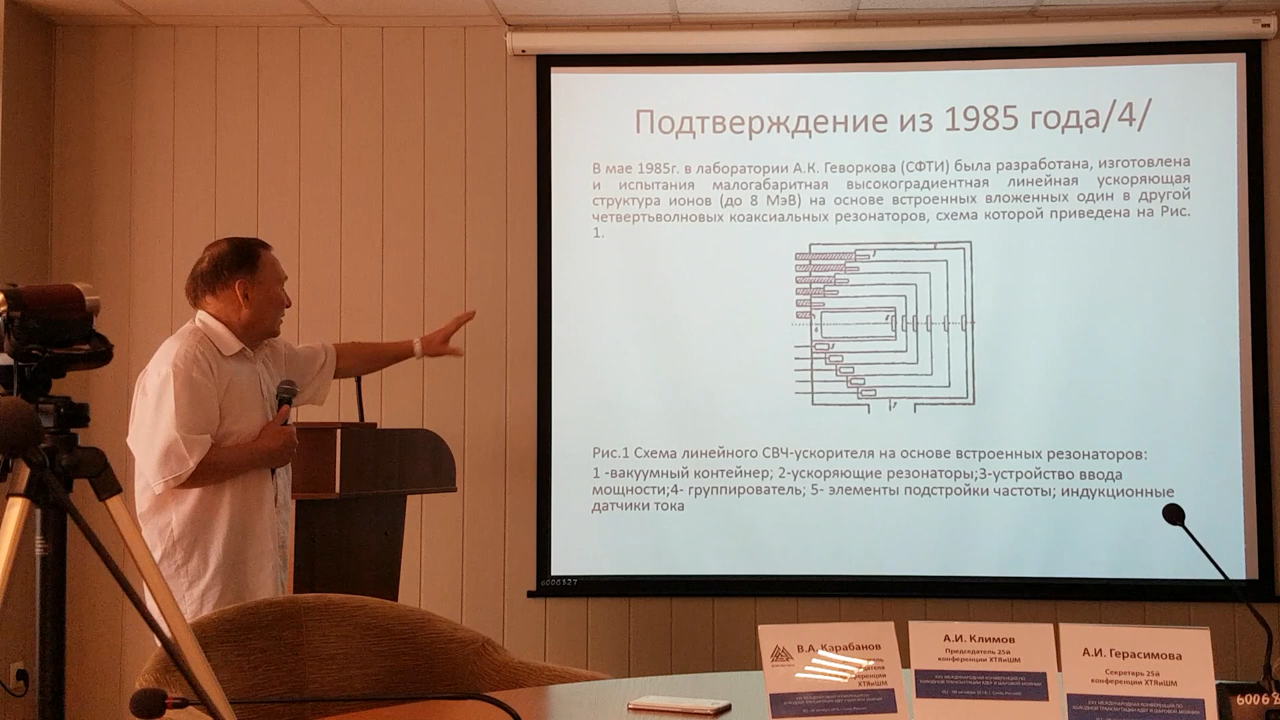 Подтверждение из 1985 года/4/
В мае 1985г. в лаборатории А.К. Геворкова (СФТИ) была разработана, изготовлена
и испытания малогабаритная высокоградиентная линейная ускоряющая
структура ионов (до 8 МэВ) на основе встроенных вложенных один в другой
четвертьволновых коаксиальных резонаторов, схема которой приведена на Рис.
1.
Рис.1 Схема линейного СВЧ-ускорителя на основе встроенных резонаторов:
1 -вакуумный контейнер; 2-ускоряющие резонаторы;3-устройство ввода
мощности;4- группирователь; 5- элементы подстройки частоты; индукционные
датчики тока
6006127
В.А. Карабанов
ХТЯиШМ
А.И. Климов
Председатель 25й
конференции ХТЯиШМ
А.И. Герасимова
Секретарь 25й
конференции ХТЯиШМ
6006